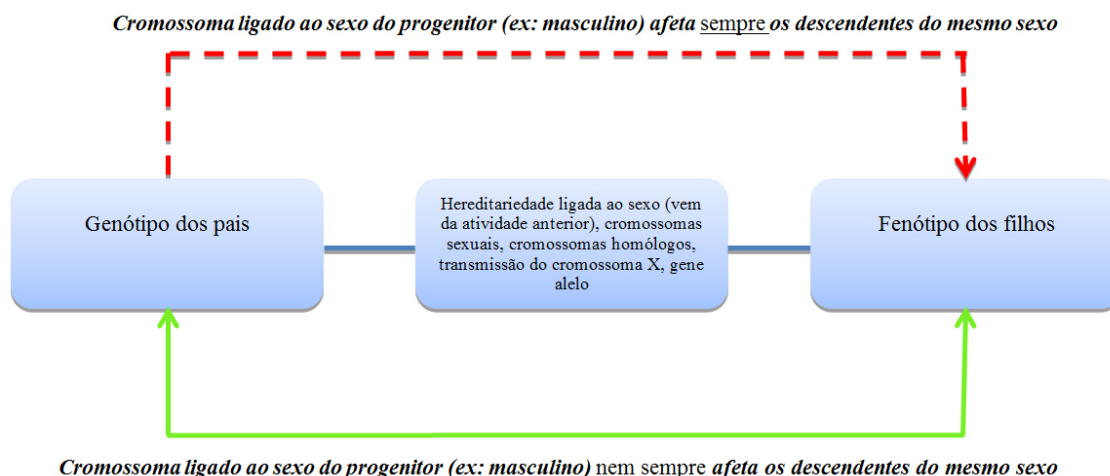 Cromossoma ligado ao sexo do progenitor (ex: masculino) afeta sempre os descendentes do mesmo sexo
Genótipo dos pais
Hereditariedade ligada ao sexo (vem
da atividade anterior), cromossomas
sexuais, cromossomas homólogos,
transmissão do cromossoma X, gene
alelo
Fenótipo dos filhos
Cromossoma ligado ao sexo do progenitor (ex: masculino) nem sempre afeta os descendentes do mesmo sexo